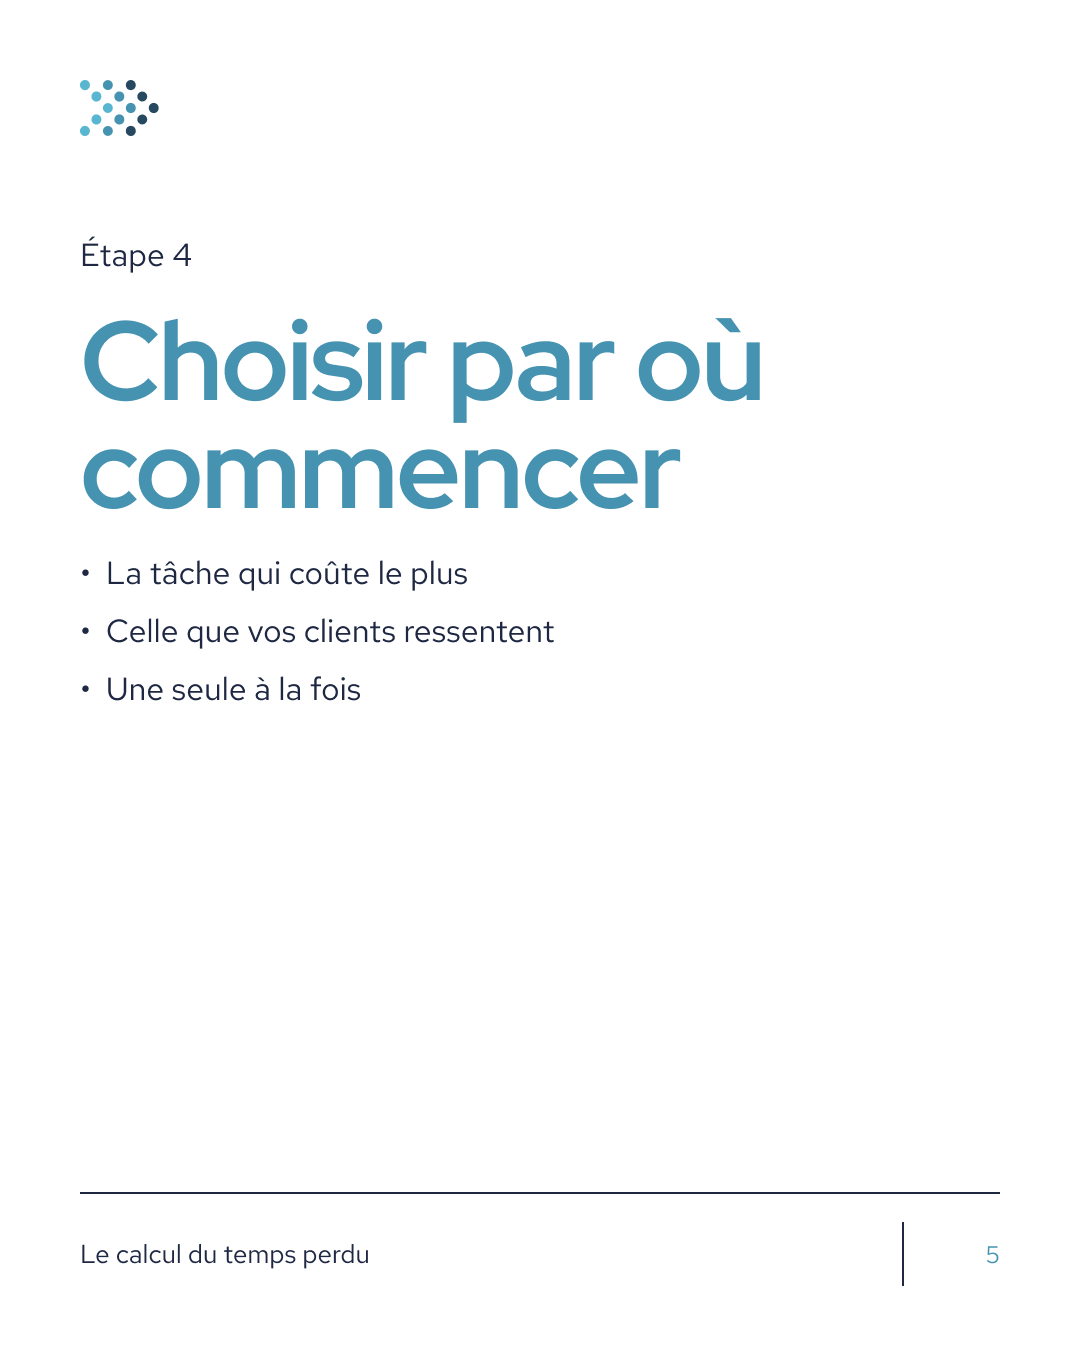 Étape 4
Choisir par où
commencer
• La tâche qui coûte le plus
• Celle que vos clients ressentent
• Une seule à la fois
Le calcul du temps perdu
5